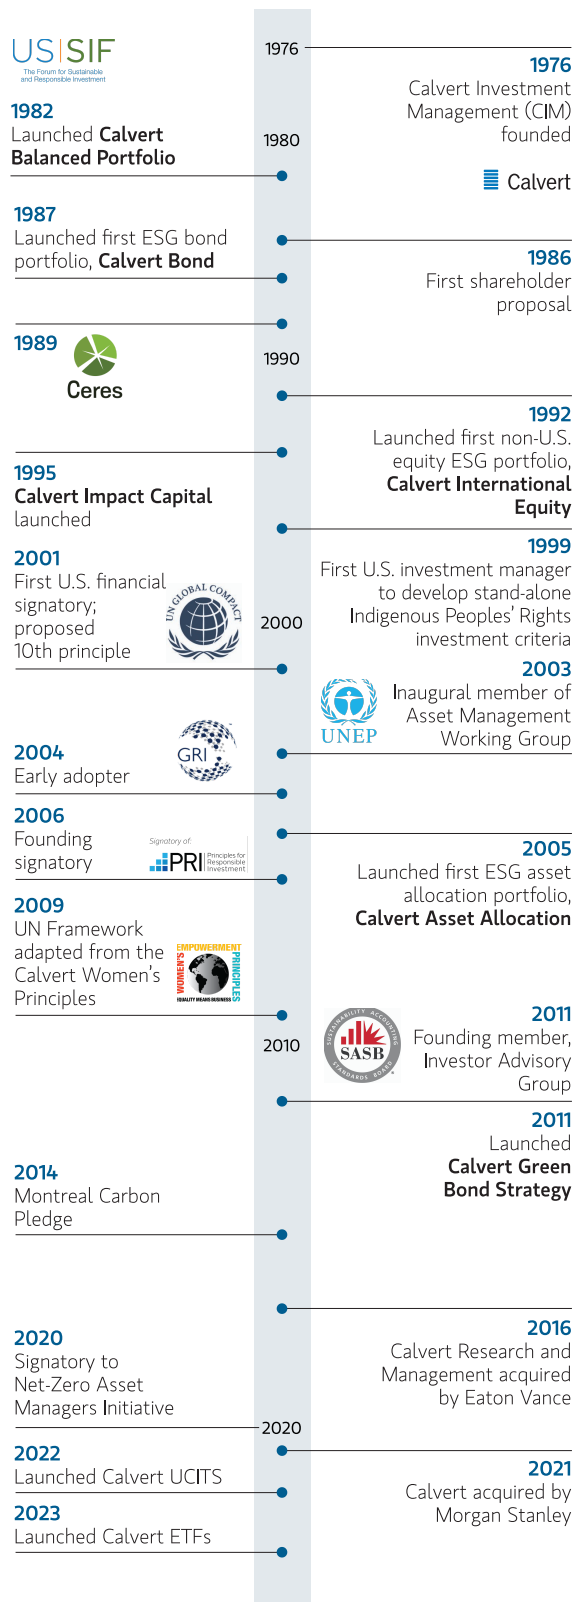 US|SIF
The Forum for Sustainable
and Responsible Investment
1976
1976
Calvert Investment
Management (CIM)
founded
Calvert
1982
Launched Calvert
Balanced Portfolio
1980
1987
Launched first ESG bond
portfolio, Calvert Bond
1986
First shareholder
proposal
1989
Ceres
1990
1992
Launched first non-U.S.
equity ESG portfolio,
Calvert International
Equity
1995
Calvert Impact Capital
launched
1999
First U.S. investment manager
to develop stand-alone
Indigenous Peoples' Rights
investment criteria
2001
First U.S. financial
signatory;
proposed
10th principle
UN GLOBAL COMPACT
2000
2003
Inaugural member of
Asset Management
Working Group
UNEP
2004
Early adopter
GRI
2006
Founding
signatory
Signatory of:
PRI
Principles for
Responsible
Investment
2005
Launched first ESG asset
allocation portfolio,
Calvert Asset Allocation
2009
UN Framework
adapted from the
Calvert Women's
Principles
WOMEN'S
EMPOWERMENT
PRINCIPLES
EQUALITY MEANS BUSINESS
2010
2011
Founding member,
Investor Advisory
Group
SUSTAINABILITY ACCOUNTING
SASB
STANDARDS BOARD
2011
Launched
Calvert Green
Bond Strategy
2014
Montreal Carbon
Pledge
2016
Calvert Research and
Management acquired
by Eaton Vance
2020
Signatory to
Net-Zero Asset
Managers Initiative
2020
2021
Calvert acquired by
Morgan Stanley
2022
Launched Calvert UCITS
2023
Launched Calvert ETFs